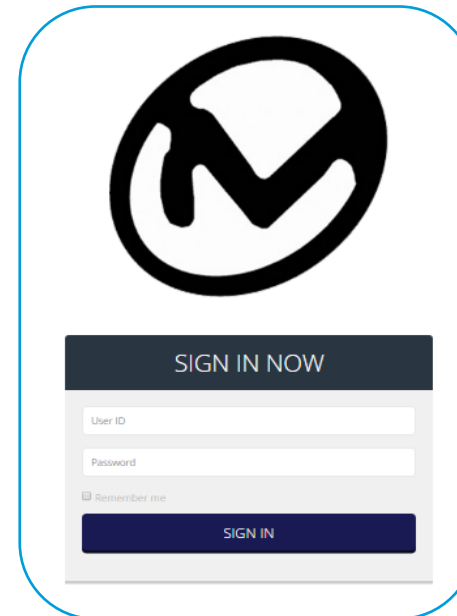 SIGN IN NOW
User ID
Password
Remember me
SIGN IN